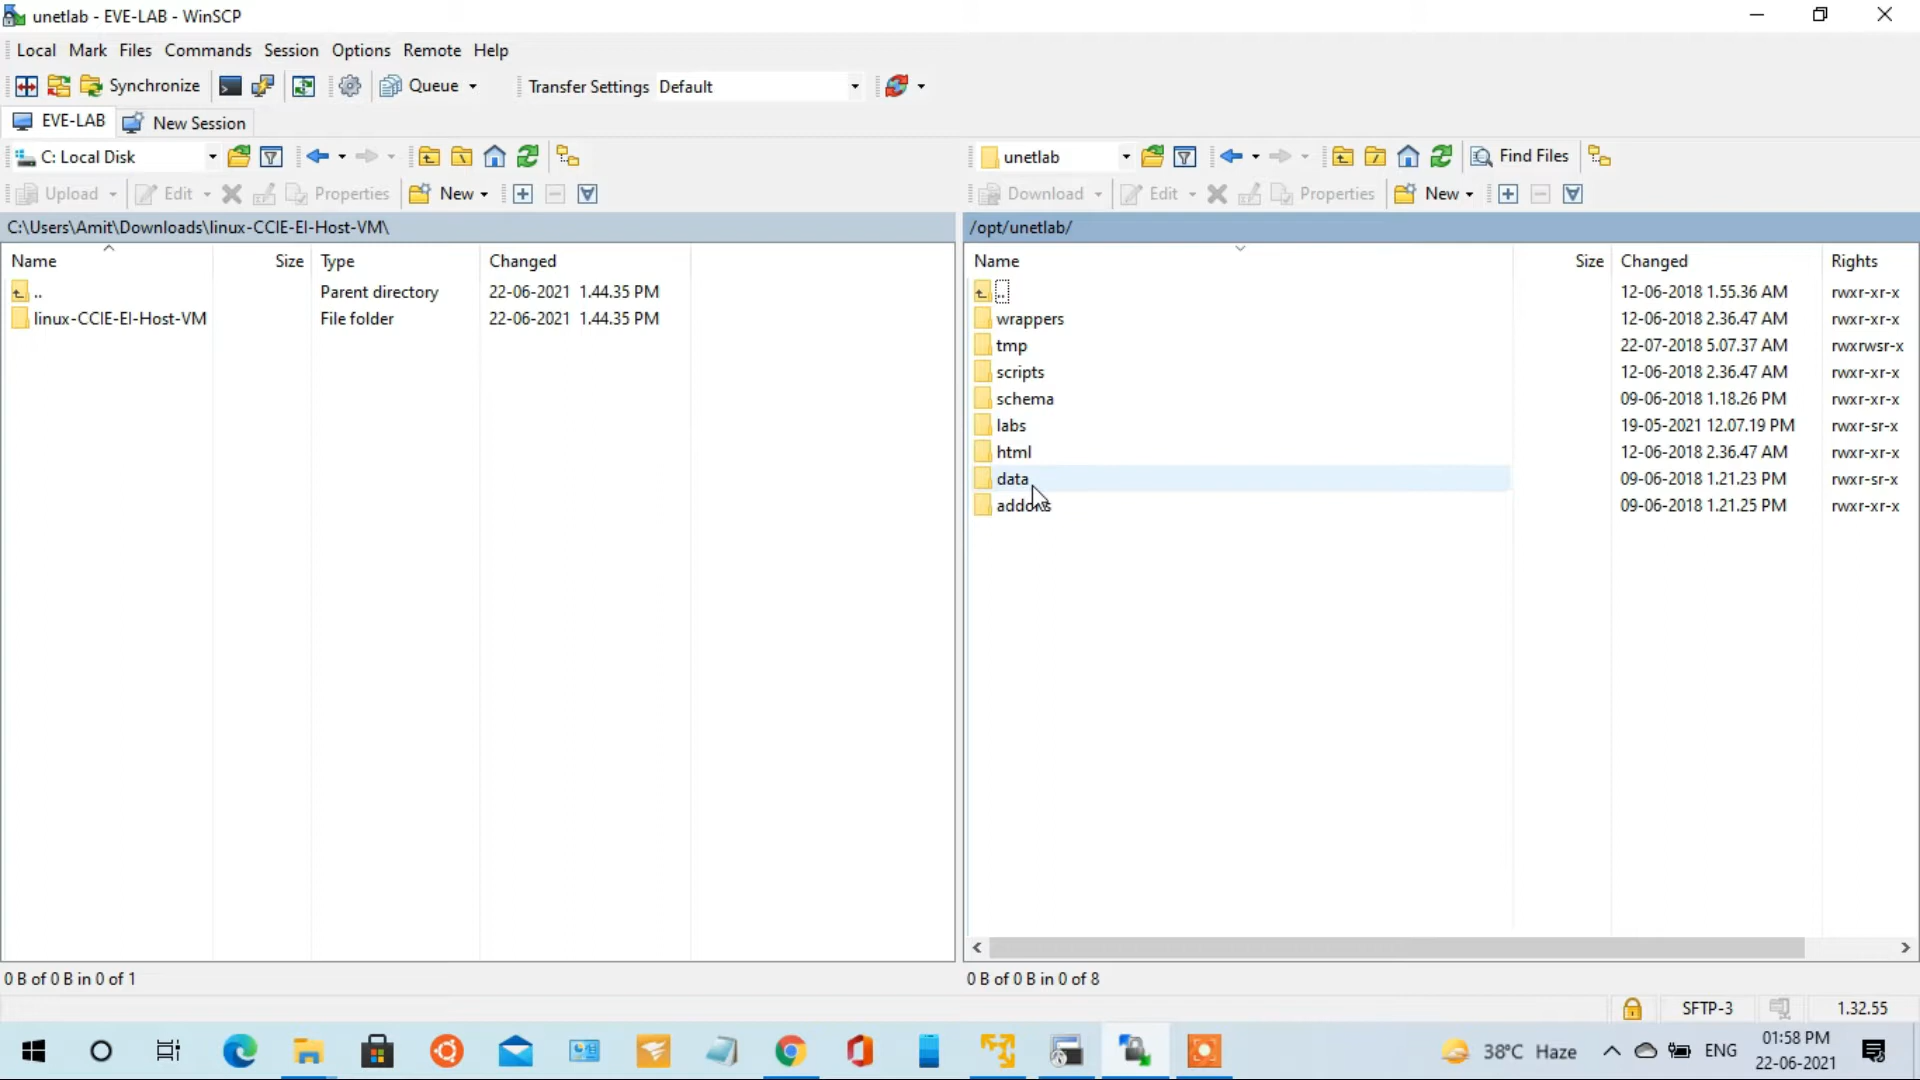 unetlab - EVE-LAB - WinSCP
Local Mark Files Commands Session Options Remote Help
Synchronize Queue Transfer Settings Default
EVE-LAB New Session
C: Local Disk
Upload Edit Properties New
C:\Users\Amit\Downloads\linux-CCIE-EI-Host-VM\
Name Size Type Changed
.. Parent directory 22-06-2021 1.44.35 PM
linux-CCIE-EI-Host-VM File folder 22-06-2021 1.44.35 PM
0 B of 0 B in 0 of 1
unetlab Find Files
Download Edit Properties New
/opt/unetlab/
Name Size Changed Rights
.. 12-06-2018 1.55.36 AM rwxr-xr-x
wrappers 12-06-2018 2.36.47 AM rwxr-xr-x
tmp 22-07-2018 5.07.37 AM rwxrwsr-x
scripts 12-06-2018 2.36.47 AM rwxr-xr-x
schema 09-06-2018 1.18.26 PM rwxr-xr-x
labs 19-05-2021 12.07.19 PM rwxr-sr-x
html 12-06-2018 2.36.47 AM rwxr-xr-x
data 09-06-2018 1.21.23 PM rwxr-sr-x
addons 09-06-2018 1.21.25 PM rwxr-xr-x
0 B of 0 B in 0 of 8
SFTP-3 1.32.55
38°C Haze ENG 01:58 PM
22-06-2021